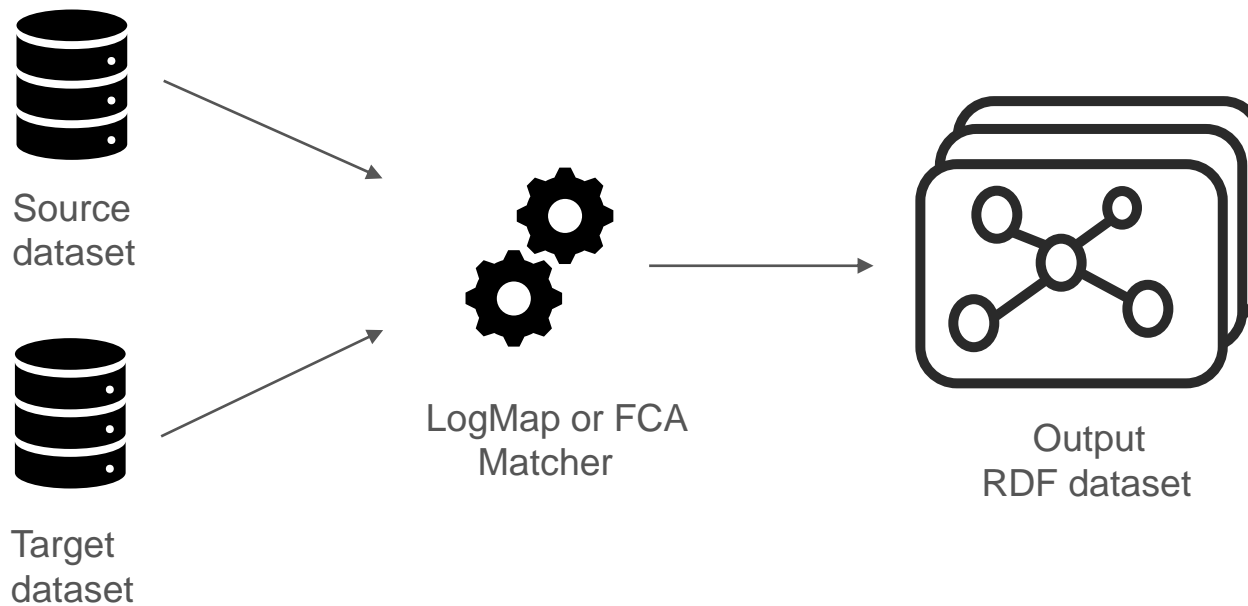 Source
dataset
LogMap or FCA
Matcher
Output
RDF dataset
Target
dataset